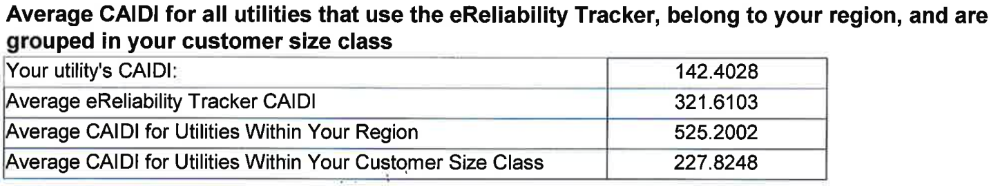 Average CAIDI for all utilities that use the eReliability Tracker, belong to your region, and are
grouped in your customer size class
Your utility's CAIDI: 142.4028
Average eReliability Tracker CAIDI 321.6103
Average CAIDI for Utilities Within Your Region 525.2002
Average CAIDI for Utilities Within Your Customer Size Class 227.8248